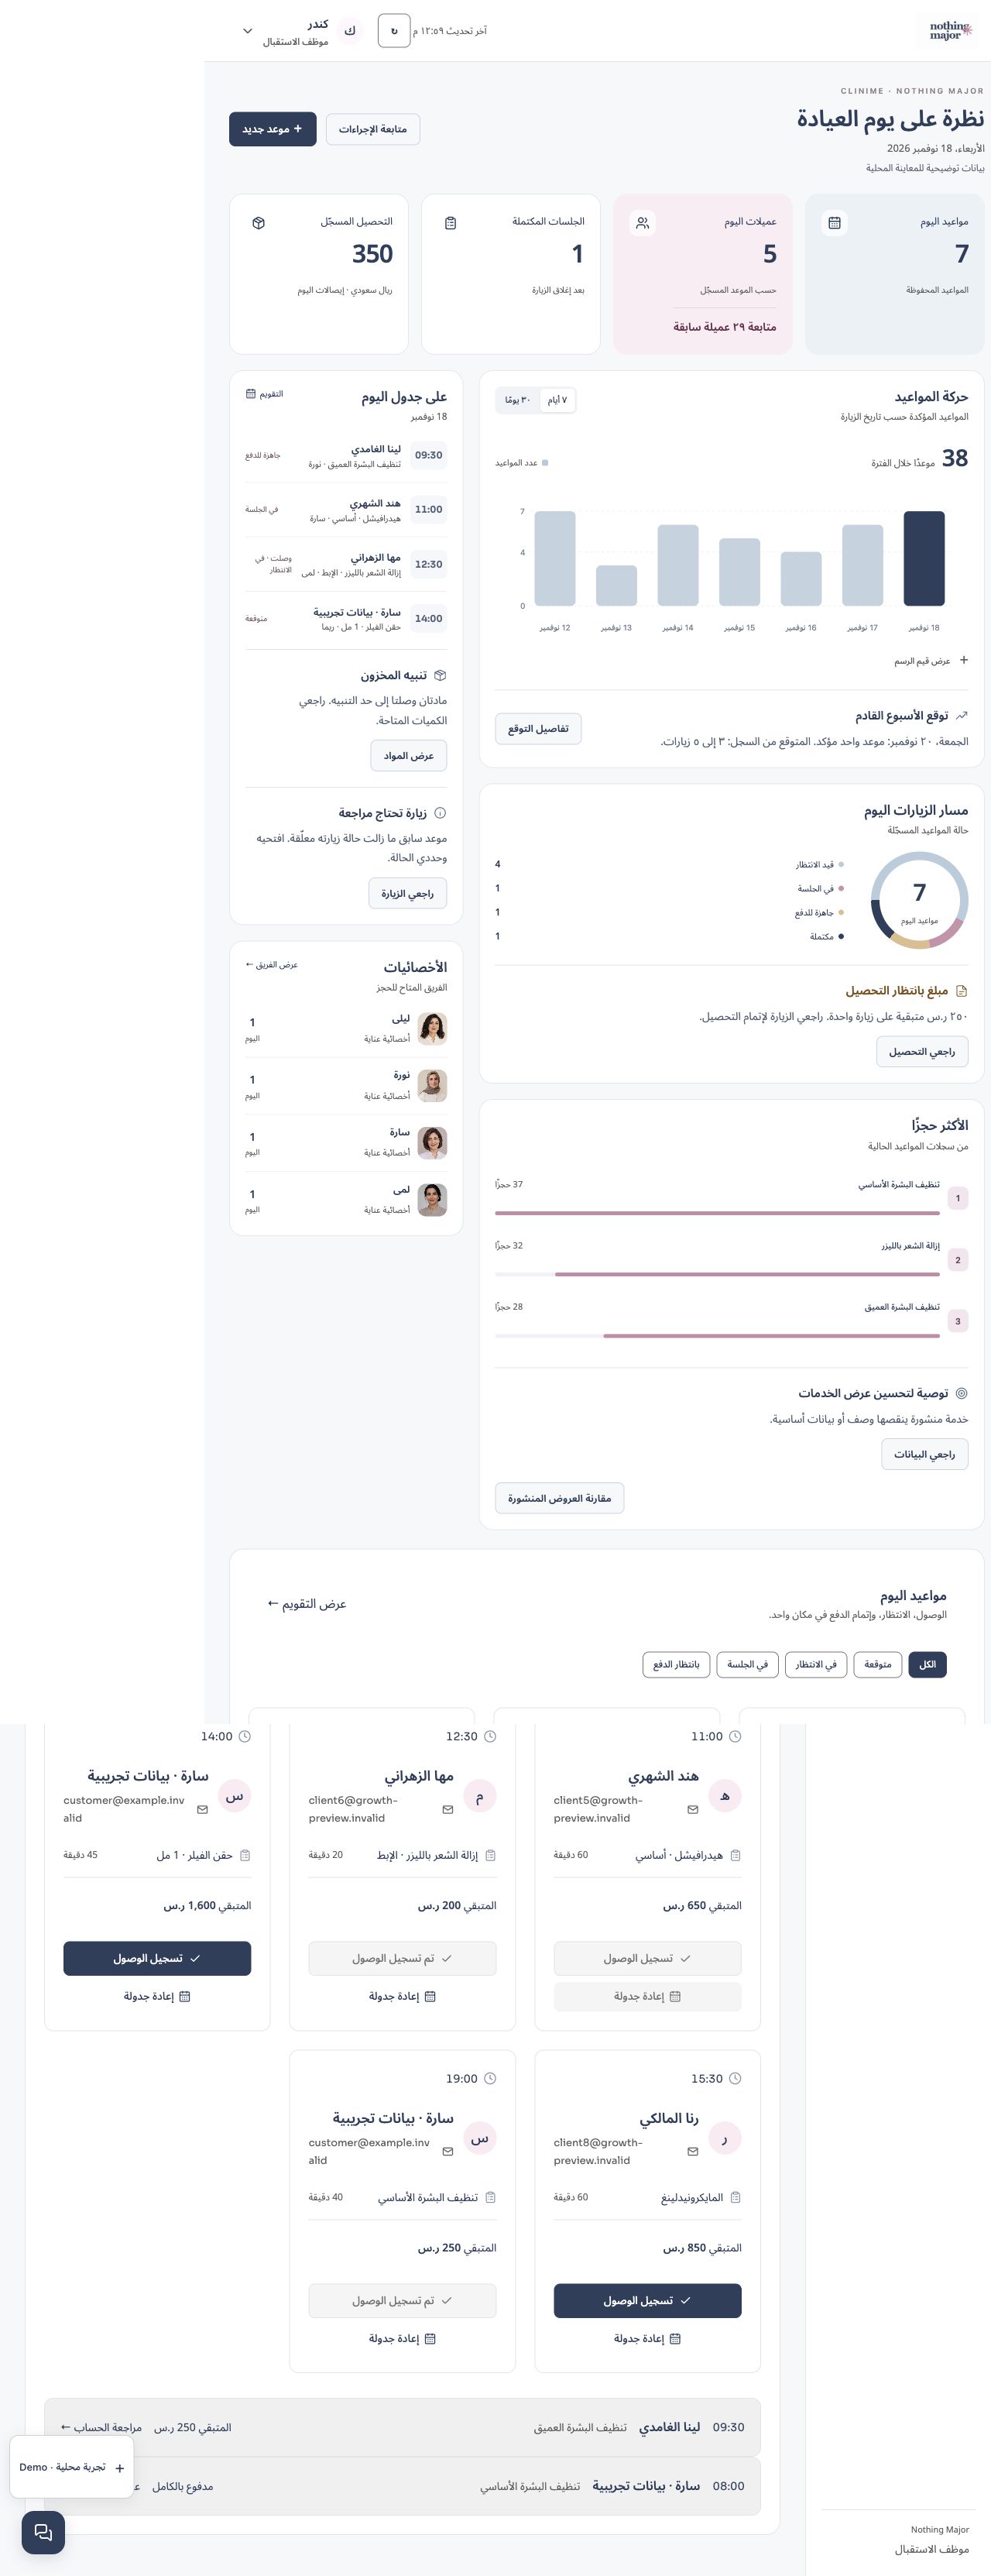 nothing major
آخر تحديث ١٢:٥٩ م
ك
كندر
موظف الاستقبال
CLINIME · NOTHING MAJOR
نظرة على يوم العيادة
الأربعاء، 18 نوفمبر 2026
بيانات توضيحية للمعاينة المحلية
متابعة الإجراءات
+ موعد جديد
مواعيد اليوم
7
المواعيد المحفوظة
عميلات اليوم
5
حسب الموعد المسجّل
متابعة ٢٩ عميلة سابقة
الجلسات المكتملة
1
بعد إغلاق الزيارة
التحصيل المسجّل
350
ريال سعودي · إيصالات اليوم
حركة المواعيد
المواعيد المؤكدة حسب تاريخ الزيارة
٧ أيام
٣٠ يومًا
38 موعدًا خلال الفترة
عدد المواعيد
7
4
0
18 نوفمبر
17 نوفمبر
16 نوفمبر
15 نوفمبر
14 نوفمبر
13 نوفمبر
12 نوفمبر
+ عرض قيم الرسم
توقع الأسبوع القادم
الجمعة، ٢٠ نوفمبر: موعد واحد مؤكد. المتوقع من السجل: ٣ إلى ٥ زيارات.
تفاصيل التوقع
على جدول اليوم
18 نوفمبر
التقويم
09:30
لينا الغامدي
تنظيف البشرة العميق · نورة
جاهزة للدفع
11:00
هند الشهري
هيدرافيشل · أساسي · سارة
في الجلسة
12:30
مها الزهراني
إزالة الشعر بالليزر · الإبط · لمى
وصلت · في
الانتظار
14:00
سارة · بيانات تجريبية
حقن الفيلر · 1 مل · ريما
متوقعة
تنبيه المخزون
مادتان وصلتا إلى حد التنبيه. راجعي
الكميات المتاحة.
عرض المواد
زيارة تحتاج مراجعة
موعد سابق ما زالت حالة زيارته معلّقة. افتحيه
وحددي الحالة.
راجعي الزيارة
مسار الزيارات اليوم
حالة المواعيد المسجّلة
7
مواعيد اليوم
قيد الانتظار 4
في الجلسة 1
جاهزة للدفع 1
مكتملة 1
مبلغ بانتظار التحصيل
٢٥٠ ر.س متبقية على زيارة واحدة. راجعي الزيارة لإتمام التحصيل.
راجعي التحصيل
الأخصائيات
الفريق المتاح للحجز
عرض الفريق ←
ليلى
أخصائية عناية
1
اليوم
نورة
أخصائية عناية
1
اليوم
سارة
أخصائية عناية
1
اليوم
لمى
أخصائية عناية
1
اليوم
الأكثر حجزًا
من سجلات المواعيد الحالية
1
تنظيف البشرة الأساسي
37 حجزًا
2
إزالة الشعر بالليزر
32 حجزًا
3
تنظيف البشرة العميق
28 حجزًا
توصية لتحسين عرض الخدمات
خدمة منشورة ينقصها وصف أو بيانات أساسية.
راجعي البيانات
مقارنة العروض المنشورة
مواعيد اليوم
الوصول، الانتظار، وإتمام الدفع في مكان واحد.
عرض التقويم ←
الكل
متوقعة
في الانتظار
في الجلسة
بانتظار الدفع
11:00
ه
هند الشهري
client5@growth-
preview.invalid
هيدرافيشل · أساسي
60 دقيقة
المتبقي 650 ر.س
تسجيل الوصول
إعادة جدولة
12:30
م
مها الزهراني
client6@growth-
preview.invalid
إزالة الشعر بالليزر · الإبط
20 دقيقة
المتبقي 200 ر.س
تم تسجيل الوصول
إعادة جدولة
14:00
س
سارة · بيانات تجريبية
customer@example.inv
alid
حقن الفيلر · 1 مل
45 دقيقة
المتبقي 1,600 ر.س
تسجيل الوصول
إعادة جدولة
15:30
ر
رنا المالكي
client8@growth-
preview.invalid
المايكرونيدلينغ
60 دقيقة
المتبقي 850 ر.س
تسجيل الوصول
إعادة جدولة
19:00
س
سارة · بيانات تجريبية
customer@example.inv
alid
تنظيف البشرة الأساسي
40 دقيقة
المتبقي 250 ر.س
تم تسجيل الوصول
إعادة جدولة
09:30 لينا الغامدي تنظيف البشرة العميق المتبقي 250 ر.س مراجعة الحساب ←
08:00 سارة · بيانات تجريبية تنظيف البشرة الأساسي مدفوع بالكامل
+ تجربة محلية · Demo
Nothing Major
موظف الاستقبال